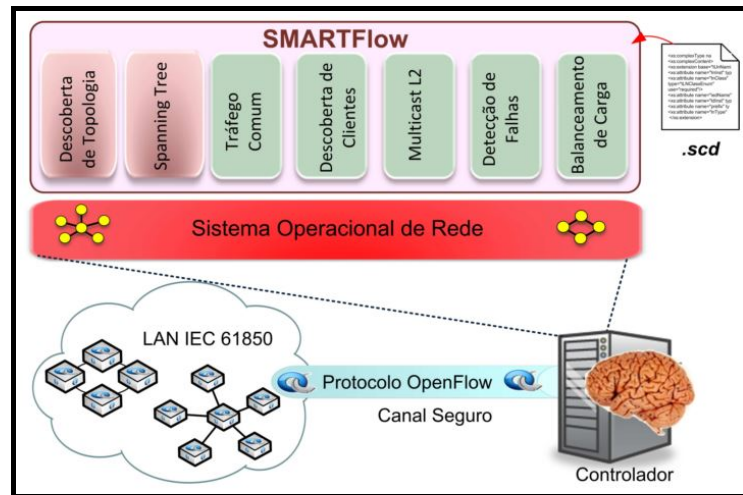 SMARTFlow
Descoberta
de Topologia
Spanning Tree
Tráfego
Comum
Descoberta de
Clientes
Multicast L2
Detecção de
Falhas
Balanceamento
de Carga
.scd
Sistema Operacional de Rede
LAN IEC 61850
Protocolo OpenFlow
Canal Seguro
Controlador